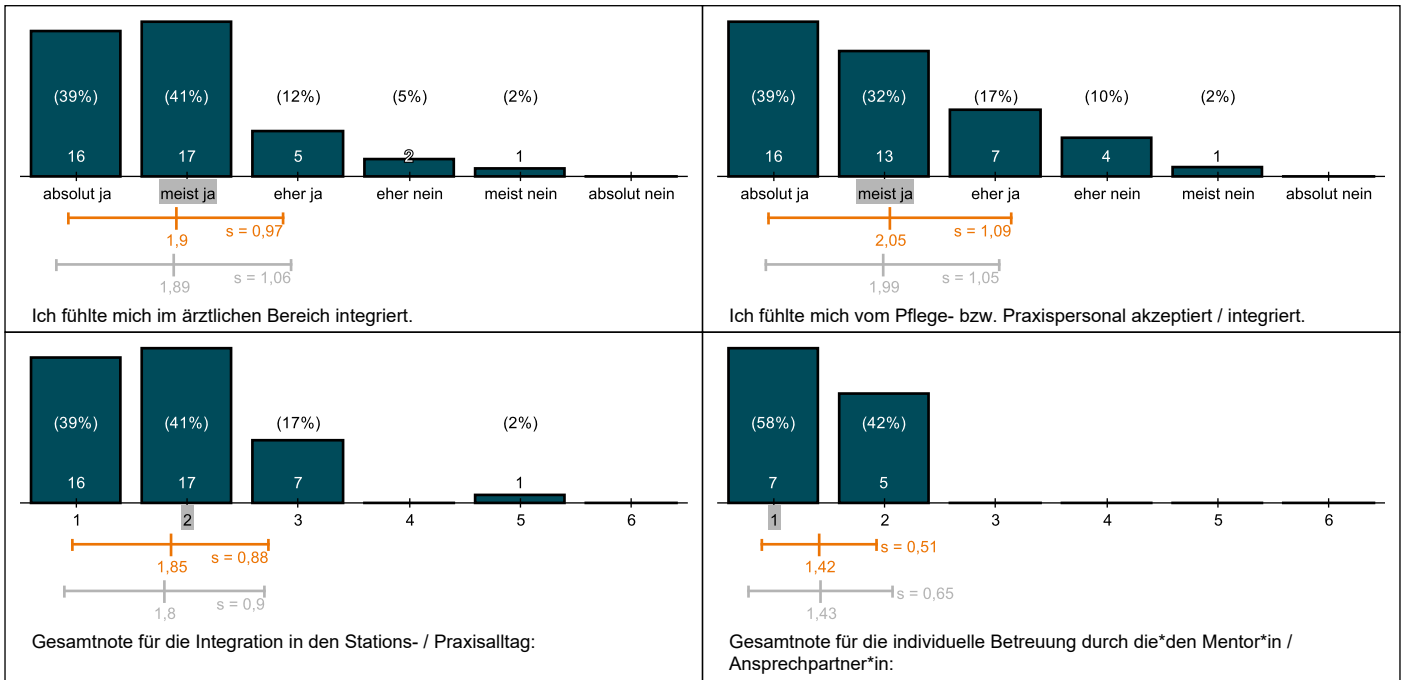 (39%) (41%) (12%) (5%) (2%)
16 17 5 2 1
absolut ja meist ja eher ja eher nein meist nein absolut nein
s = 0,97
1,9
s = 1,06
1,89
Ich fühlte mich im ärztlichen Bereich integriert.
(39%) (32%) (17%) (10%) (2%)
16 13 7 4 1
absolut ja meist ja eher ja eher nein meist nein absolut nein
s = 1,09
2,05
s = 1,05
1,99
Ich fühlte mich vom Pflege- bzw. Praxispersonal akzeptiert / integriert.
(39%) (41%) (17%) (2%)
16 17 7 1
1 2 3 4 5 6
s = 0,88
1,85
s = 0,9
1,8
Gesamtnote für die Integration in den Stations- / Praxisalltag:
(58%) (42%)
7 5
1 2 3 4 5 6
s = 0,51
1,42
s = 0,65
1,43
Gesamtnote für die individuelle Betreuung durch die*den Mentor*in /
Ansprechpartner*in: